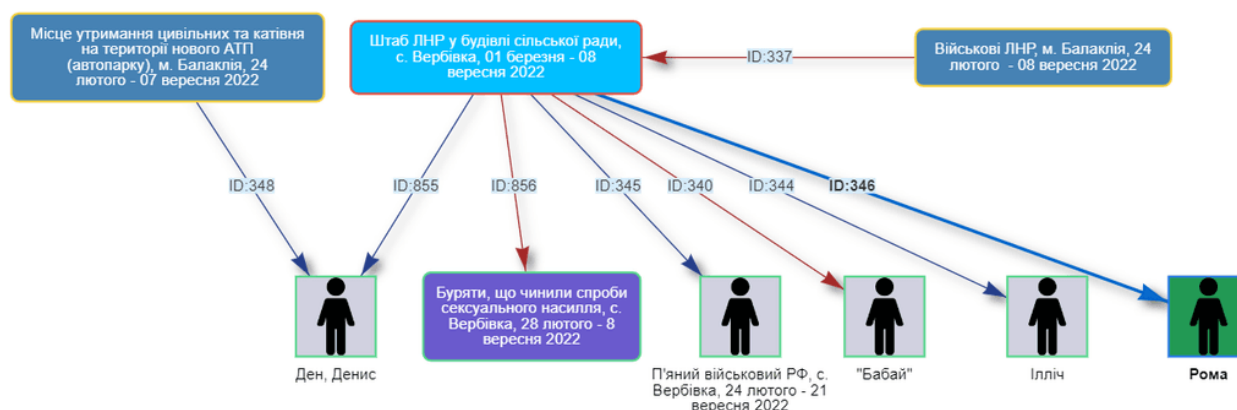 Місце утримання цивільних та катівня
на території нового АТП
(автопарку), м. Балаклія, 24
лютого - 07 вересня 2022
Штаб ЛНР у будівлі сільської ради,
с. Вербівка, 01 березня - 08
вересня 2022
Військові ЛНР, м. Балаклія, 24
лютого - 08 вересня 2022
ID:337
ID:348
ID:855
ID:856
ID:345
ID:340
ID:344
ID:346
Буряти, що чинили спроби
сексуального насилля, с.
Вербівка, 28 лютого - 8
вересня 2022
Ден, Денис
П'яний військовий РФ, с.
Вербівка, 24 лютого - 21
вересня 2022
"Бабай"
Ілліч
Рома